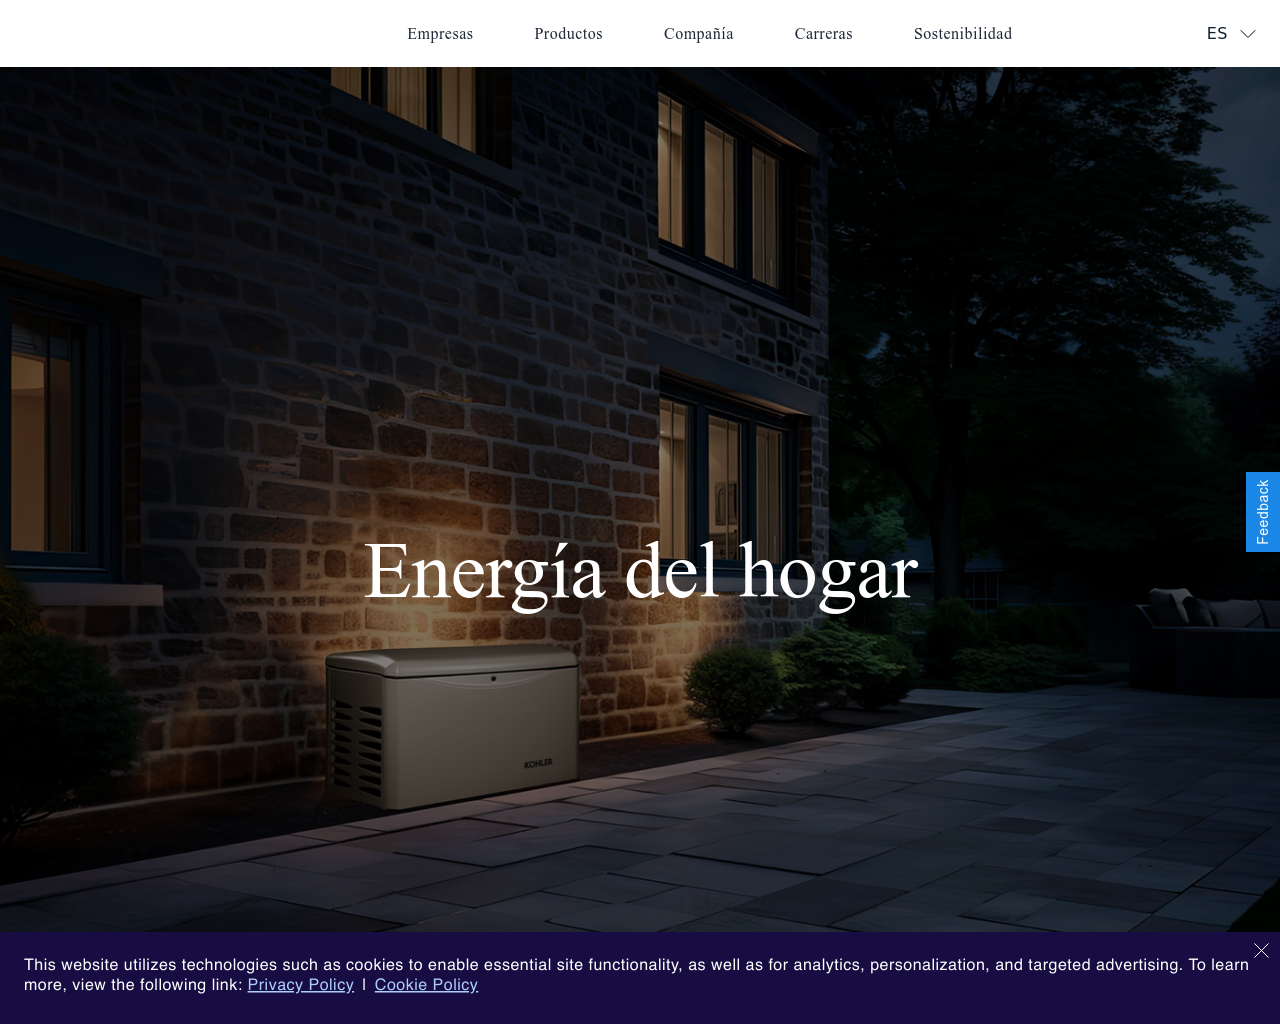 Empresas Productos Compañía Carreras Sostenibilidad ES
Feedback
Energía del hogar
KOHLER
This website utilizes technologies such as cookies to enable essential site functionality, as well as for analytics, personalization, and targeted advertising. To learn
more, view the following link: Privacy Policy | Cookie Policy